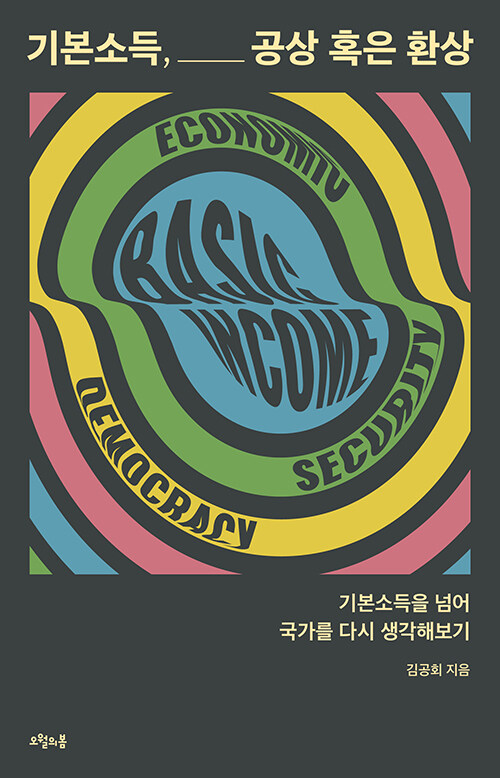 기본소득, ____ 공상 혹은 환상
ECONOMIC
BASIC
INCOME
SECURITY
DEMOCRACY
기본소득을 넘어
국가를 다시 생각해보기
김공회 지음
오월의봄